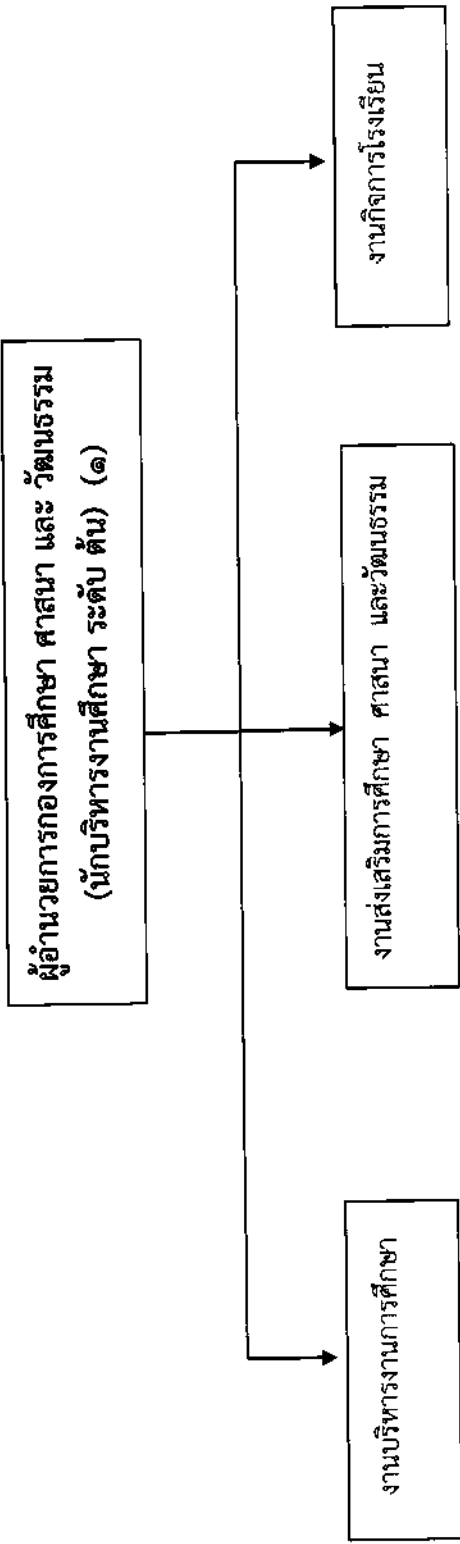 ผู้อำนวยการกองการศึกษา ศาสนา และ วัฒนธรรม
(นักบริหารงานศึกษา ระดับ ต้น) (๑)
งานบริหารงานการศึกษา
งานส่งเสริมการศึกษา ศาสนา และวัฒนธรรม
งานกิจการโรงเรียน